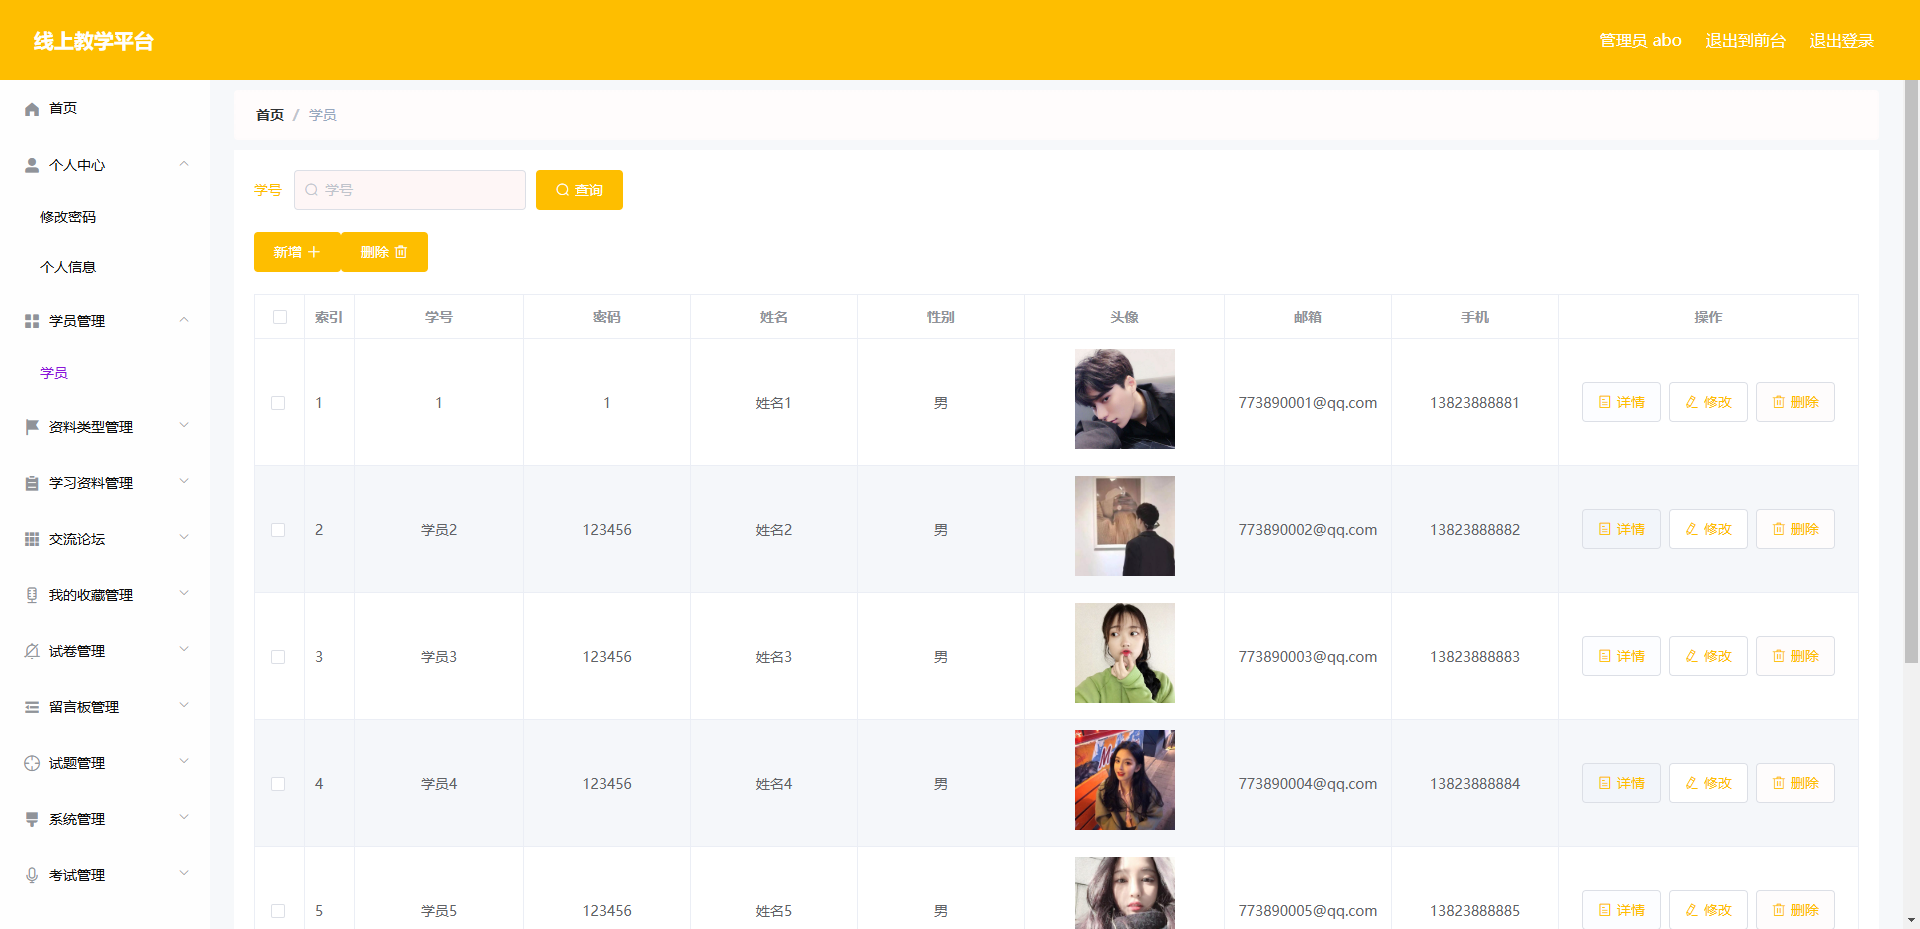 线上教学平台
管理员 abo 退出到前台 退出登录
首页
个人中心
修改密码
个人信息
学员管理
学员
资料类型管理
学习资料管理
交流论坛
我的收藏管理
试卷管理
留言板管理
试题管理
系统管理
考试管理
首页 / 学员
学号 学号 查询
新增 删除
索引 学号 密码 姓名 性别 头像 邮箱 手机 操作
1 1 1 姓名1 男 773890001@qq.com 13823888881 详情 修改 删除
2 学员2 123456 姓名2 男 773890002@qq.com 13823888882 详情 修改 删除
3 学员3 123456 姓名3 男 773890003@qq.com 13823888883 详情 修改 删除
4 学员4 123456 姓名4 男 773890004@qq.com 13823888884 详情 修改 删除
5 学员5 123456 姓名5 男 773890005@qq.com 13823888885 详情 修改 删除